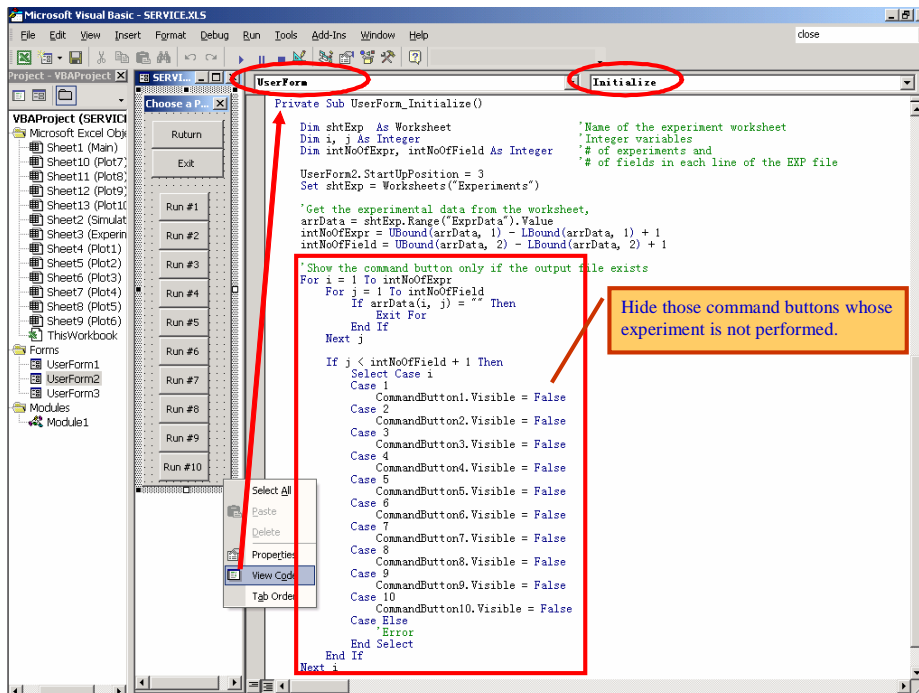 Microsoft Visual Basic - SERVICE.XLS
File Edit View Insert Format Debug Run Tools Add-Ins Window Help
close
Project - VBAProject
VBAProject (SERVICI
Microsoft Excel Obje
Sheet1 (Main)
Sheet10 (Plot7)
Sheet11 (Plot8)
Sheet12 (Plot9)
Sheet13 (Plot1(
Sheet2 (Simulat
Sheet3 (Experin
Sheet4 (Plot1)
Sheet5 (Plot2)
Sheet6 (Plot3)
Sheet7 (Plot4)
Sheet8 (Plot5)
Sheet9 (Plot6)
ThisWorkbook
Forms
UserForm1
UserForm2
UserForm3
Modules
Module1
SERVI...
Choose a P...
Ruturn
Exit
Run #1
Run #2
Run #3
Run #4
Run #5
Run #6
Run #7
Run #8
Run #9
Run #10
Select All
Paste
Delete
Properties
View Code
Tab Order
UserForm
Initialize
Private Sub UserForm_Initialize()
Dim shtExp As Worksheet 'Name of the experiment worksheet
Dim i, j As Integer 'Integer variables
Dim intNoOfExpr, intNoOfField As Integer '# of experiments and
'# of fields in each line of the EXP file
UserForm2.StartUpPosition = 3
Set shtExp = Worksheets("Experiments")
'Get the experimental data from the worksheet,
arrData = shtExp.Range("ExprData").Value
intNoOfExpr = UBound(arrData, 1) - LBound(arrData, 1) + 1
intNoOfField = UBound(arrData, 2) - LBound(arrData, 2) + 1
'Show the command button only if the output file exists
For i = 1 To intNoOfExpr
For j = 1 To intNoOfField
If arrData(i, j) = "" Then
Exit For
End If
Next j
If j < intNoOfField + 1 Then
Select Case i
Case 1
CommandButton1.Visible = False
Case 2
CommandButton2.Visible = False
Case 3
CommandButton3.Visible = False
Case 4
CommandButton4.Visible = False
Case 5
CommandButton5.Visible = False
Case 6
CommandButton6.Visible = False
Case 7
CommandButton7.Visible = False
Case 8
CommandButton8.Visible = False
Case 9
CommandButton9.Visible = False
Case 10
CommandButton10.Visible = False
Case Else
'Error
End Select
End If
Next i
Hide those command buttons whose
experiment is not performed.